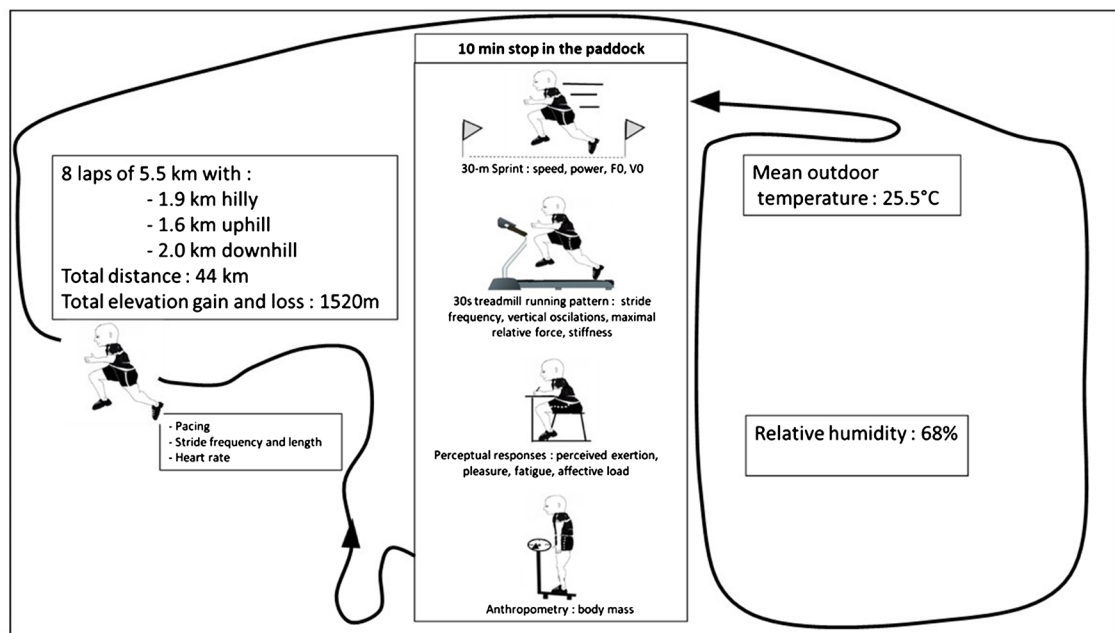 10 min stop in the paddock
30-m Sprint : speed, power, F0, V0
30s treadmill running pattern : stride
frequency, vertical oscilations, maximal
relative force, stiffness
Perceptual responses : perceived exertion,
pleasure, fatigue, affective load
Anthropometry : body mass
8 laps of 5.5 km with :
- 1.9 km hilly
- 1.6 km uphill
- 2.0 km downhill
Total distance : 44 km
Total elevation gain and loss : 1520m
- Pacing
- Stride frequency and length
- Heart rate
Mean outdoor
temperature : 25.5°C
Relative humidity : 68%